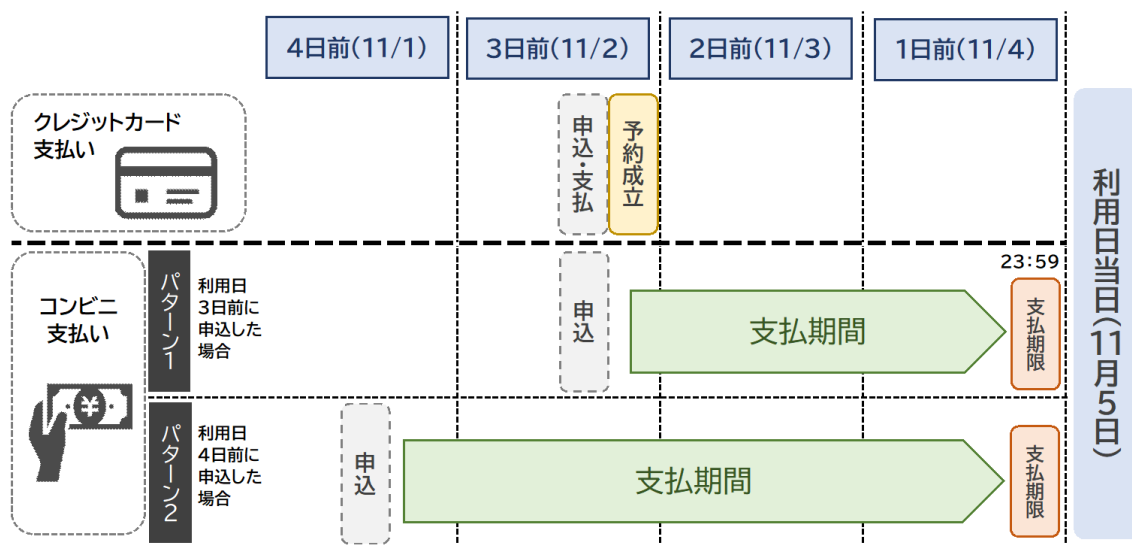 4日前(11/1)
3日前(11/2)
2日前(11/3)
1日前(11/4)
クレジットカード
支払い
申込・支払
予約成立
利用日当日(11月5日)
コンビニ
支払い
¥
パターン1
利用日
3日前に
申込した
場合
申込
支払期間
23:59
支払期限
パターン2
利用日
4日前に
申込した
場合
申込
支払期間
支払期限